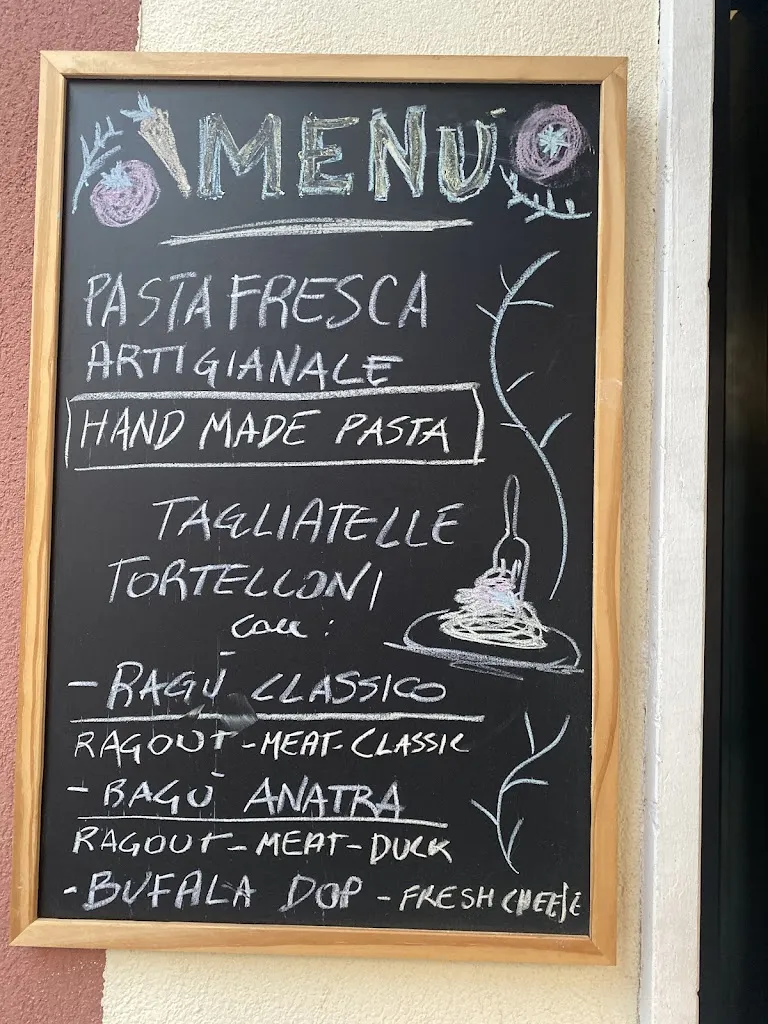 MENÚ
PASTA FRESCA
ARTIGIANALE
HAND MADE PASTA
TAGLIATELLE
TORTELLONI
con :
- RAGÙ CLASSICO
RAGOUT - MEAT - CLASSIC
- RAGÙ ANATRA
RAGOUT - MEAT - DUCK
- BUFALA DOP - FRESH CHEESE